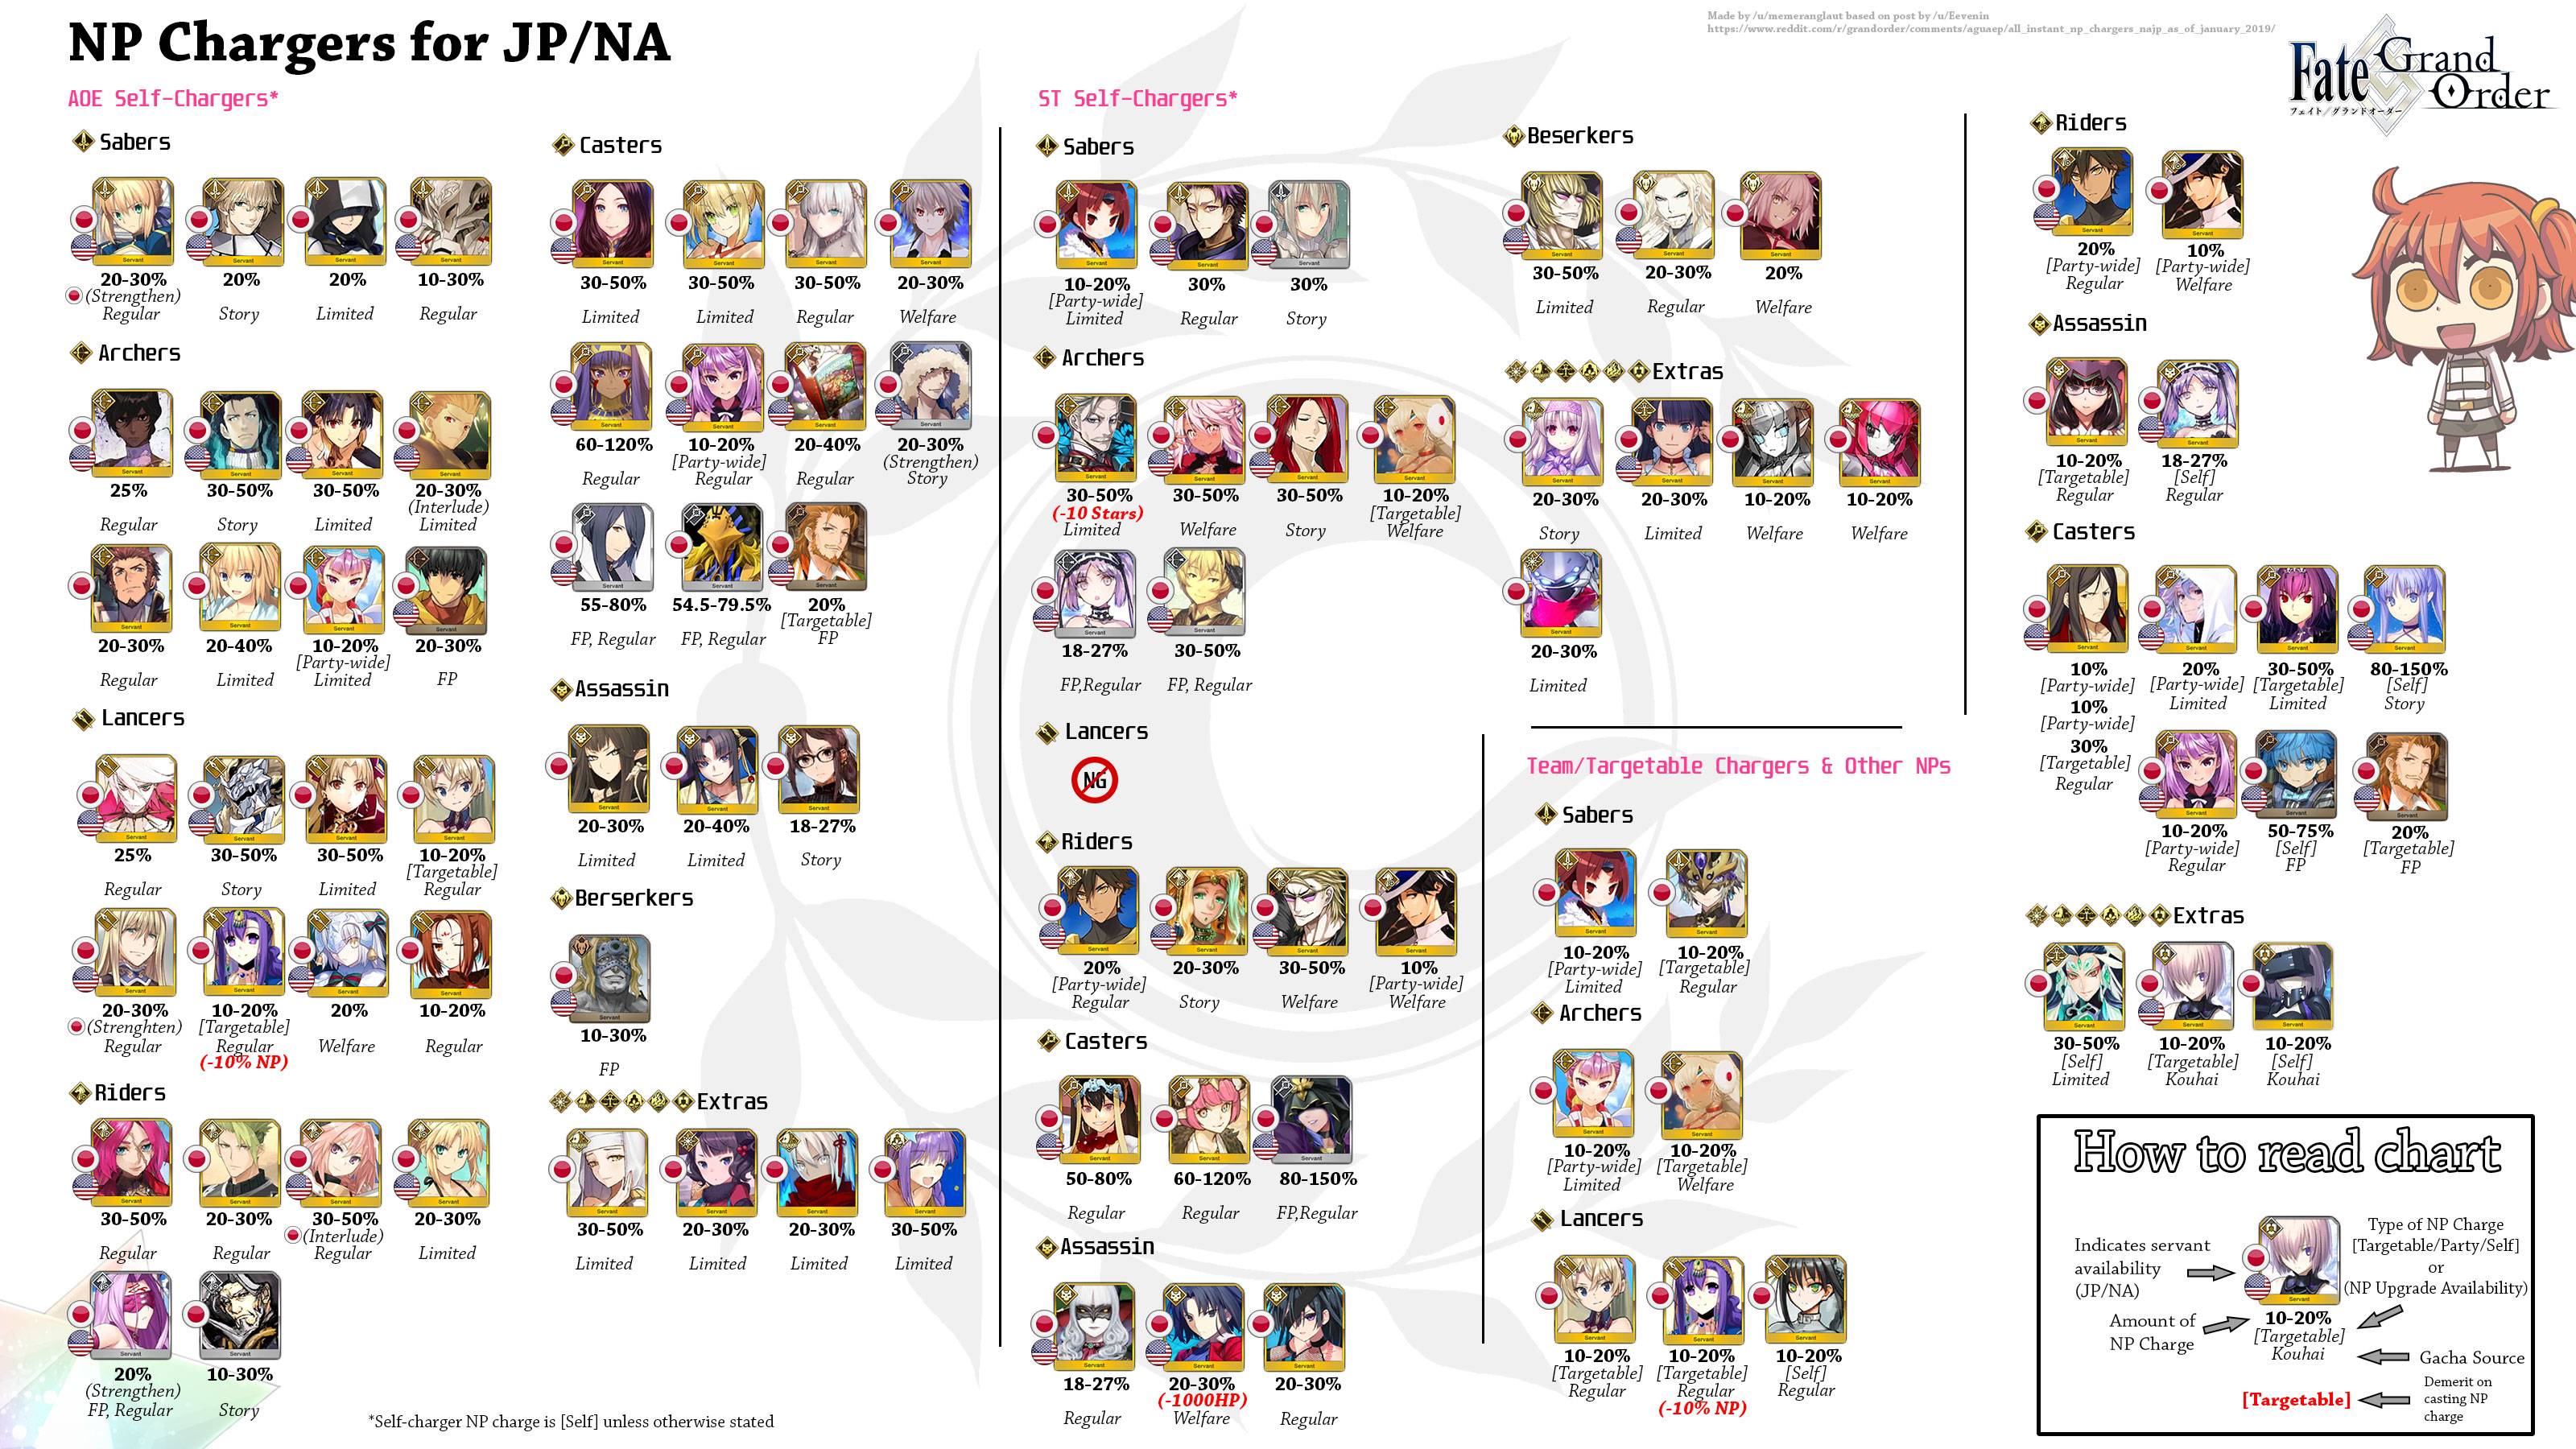 NP Chargers for JP/NA
Made by /u/memeranglaut based on post by /u/Eevenin
https://www.reddit.com/r/grandorder/comments/aguaep/all_instant_np_chargers_najp_as_of_january_2019/
Fate Grand Order
フェイト/グランドオーダー
AOE Self-Chargers*
Sabers
20-30% 20% 20% 10-30%
(Strengthen)
Regular Story Limited Regular
Archers
25% 30-50% 30-50% 20-30%
(Interlude)
Regular Story Limited Limited
20-30% 20-40% 10-20% 20-30%
[Party-wide]
Regular Limited Limited FP
Lancers
25% 30-50% 30-50% 10-20%
[Targetable]
Regular Story Limited Regular
20-30% 10-20% 20% 10-20%
(Strenghten) [Targetable]
Regular Regular Welfare Regular
(-10% NP)
Riders
30-50% 20-30% 30-50% 20-30%
(Interlude)
Regular Regular Regular Limited
20% 10-30%
(Strengthen)
FP, Regular Story
Casters
30-50% 30-50% 30-50% 20-30%
Limited Limited Regular Welfare
60-120% 10-20% 20-40% 20-30%
[Party-wide] (Strengthen)
Regular Regular Regular Story
55-80% 54.5-79.5% 20%
[Targetable]
FP, Regular FP, Regular FP
Assassin
20-30% 20-40% 18-27%
Limited Limited Story
Berserkers
10-30%
FP
Extras
30-50% 20-30% 20-30% 30-50%
Limited Limited Limited Limited
*Self-charger NP charge is [Self] unless otherwise stated
ST Self-Chargers*
Sabers
10-20% 30% 30%
[Party-wide]
Limited Regular Story
Archers
30-50% 30-50% 30-50% 10-20%
(-10 Stars) [Targetable]
Limited Welfare Story Welfare
18-27% 30-50%
FP,Regular FP, Regular
Lancers
NG
Riders
20% 20-30% 30-50% 10%
[Party-wide] [Party-wide]
Regular Story Welfare Welfare
Casters
50-80% 60-120% 80-150%
Regular Regular FP,Regular
Assassin
18-27% 20-30% 20-30%
(-1000HP)
Regular Welfare Regular
Beserkers
30-50% 20-30% 20%
Limited Regular Welfare
Extras
20-30% 20-30% 10-20% 10-20%
Story Limited Welfare Welfare
20-30%
Limited
Team/Targetable Chargers & Other NPs
Sabers
10-20% 10-20%
[Party-wide] [Targetable]
Limited Regular
Archers
10-20% 10-20%
[Party-wide] [Targetable]
Limited Welfare
Lancers
10-20% 10-20% 10-20%
[Targetable] [Targetable] [Self]
Regular Regular Regular
(-10% NP)
Riders
20% 10%
[Party-wide] [Party-wide]
Regular Welfare
Assassin
10-20% 18-27%
[Targetable] [Self]
Regular Regular
Casters
10% 20% 30-50% 80-150%
[Party-wide] [Party-wide] [Targetable] [Self]
10% Limited Limited Story
[Party-wide]
30%
[Targetable]
Regular
10-20% 50-75% 20%
[Party-wide] [Self] [Targetable]
Regular FP FP
Extras
30-50% 10-20% 10-20%
[Self] [Targetable] [Self]
Limited Kouhai Kouhai
How to read chart
Indicates servant
availability
(JP/NA)
Amount of
NP Charge
Servant
10-20%
[Targetable]
Kouhai
[Targetable]
Type of NP Charge
[Targetable/Party/Self]
or
(NP Upgrade Availability)
Gacha Source
Demerit on
casting NP
charge